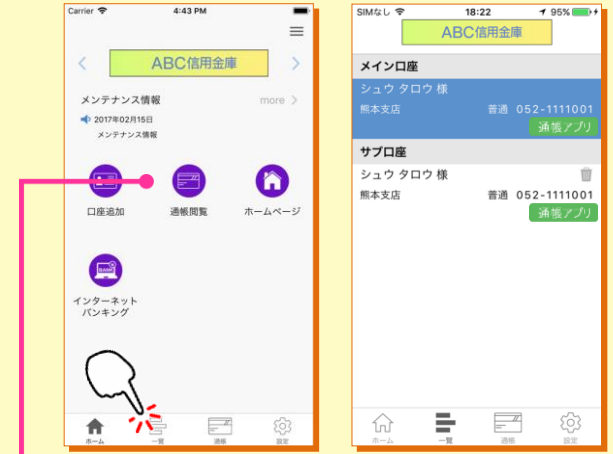 Carrier 4:43 PM
ABC信用金庫
メンテナンス情報 more >
2017年02月15日
メンテナンス情報
口座追加 通帳閲覧 ホームページ
BANK
インターネット
バンキング
ホーム 一覧 通帳 設定
SIMなし 18:22 95%
ABC信用金庫
メイン口座
シュウ タロウ 様
熊本支店 普通 052-1111001
通帳アプリ
サブ口座
シュウ タロウ 様
熊本支店 普通 052-1111001
通帳アプリ
ホーム 一覧 通帳 設定